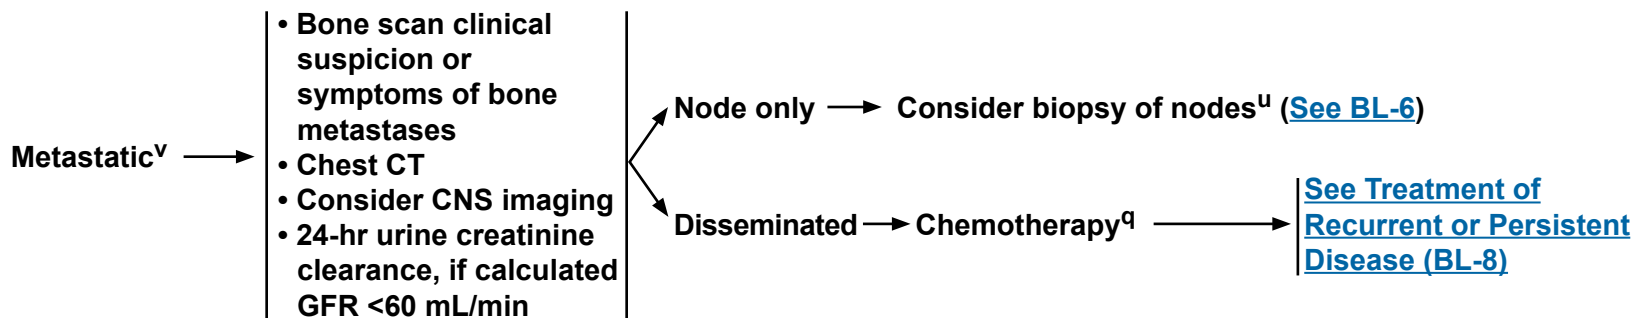 Metastaticᵛ
• Bone scan clinical
suspicion or
symptoms of bone
metastases
• Chest CT
• Consider CNS imaging
• 24-hr urine creatinine
clearance, if calculated
GFR <60 mL/min
Node only
Consider biopsy of nodesᵘ (See BL-6)
Disseminated
Chemotherapy^q
See Treatment of
Recurrent or Persistent
Disease (BL-8)